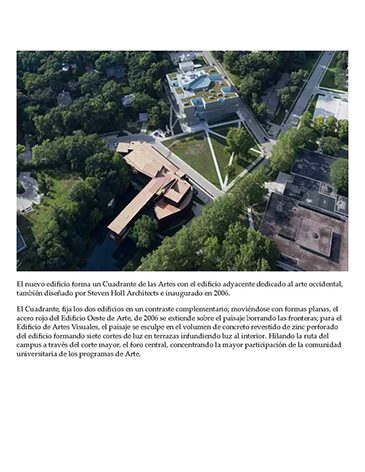 El nuevo edificio forma un Cuadrante de las Artes con el edificio adyacente dedicado al arte occidental,
también diseñado por Steven Holl Architects e inaugurado en 2006.
El Cuadrante, fija los dos edificios en un contraste complementario; moviéndose con formas planas, el
acero rojo del Edificio Oeste de Arte, de 2006 se extiende sobre el paisaje borrando las fronteras; para el
Edificio de Artes Visuales, el paisaje se esculpe en el volumen de concreto revestido de zinc perforado
del edificio formando siete cortes de luz en terrazas infundiendo luz al interior. Hilando la ruta del
campus a través del corte mayor, el foro central, concentrando la mayor participación de la comunidad
universitaria de los programas de Arte.